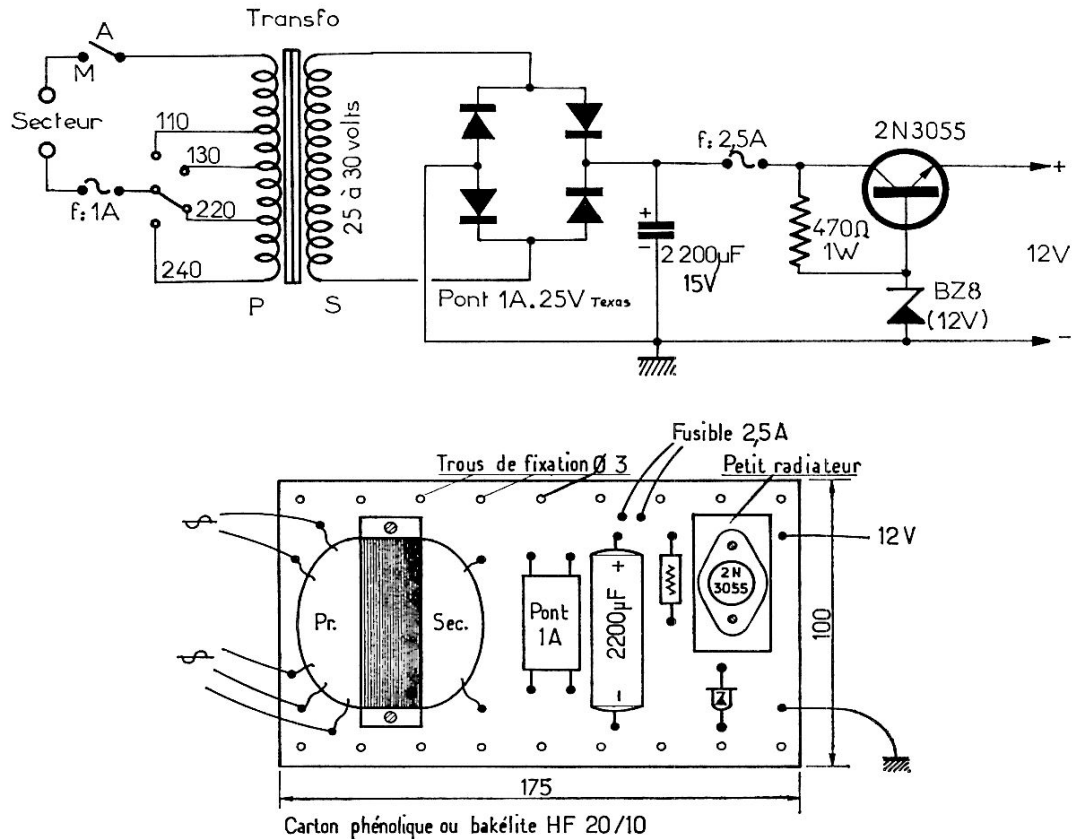 Transfo
A
M
Secteur
110
130
220
240
f: 1A
P
S
25 à 30 volts
Pont 1A.25V Texas
f: 2,5A
2N3055
+
-
2 200µF
15V
470Ω
1W
BZ8
(12V)
+
12V
-
Fusible 2,5A
Trous de fixation Ø 3
Petit radiateur
12V
Pr.
Sec.
Pont
1A
+
2200µF
-
2N
3055
100
175
Carton phénolique ou bakélite HF 20/10